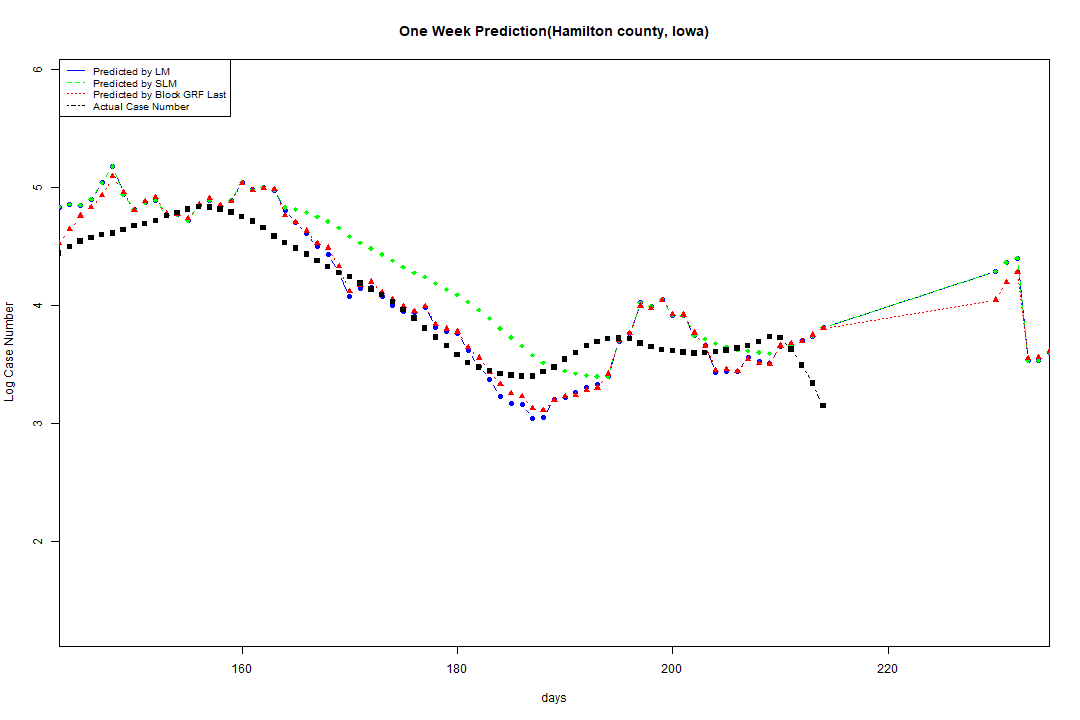 One Week Prediction(Hamilton county, Iowa)
Predicted by LM
Predicted by SLM
Predicted by Block GRF Last
Actual Case Number
6
5
4
3
2
Log Case Number
160 180 200 220
days